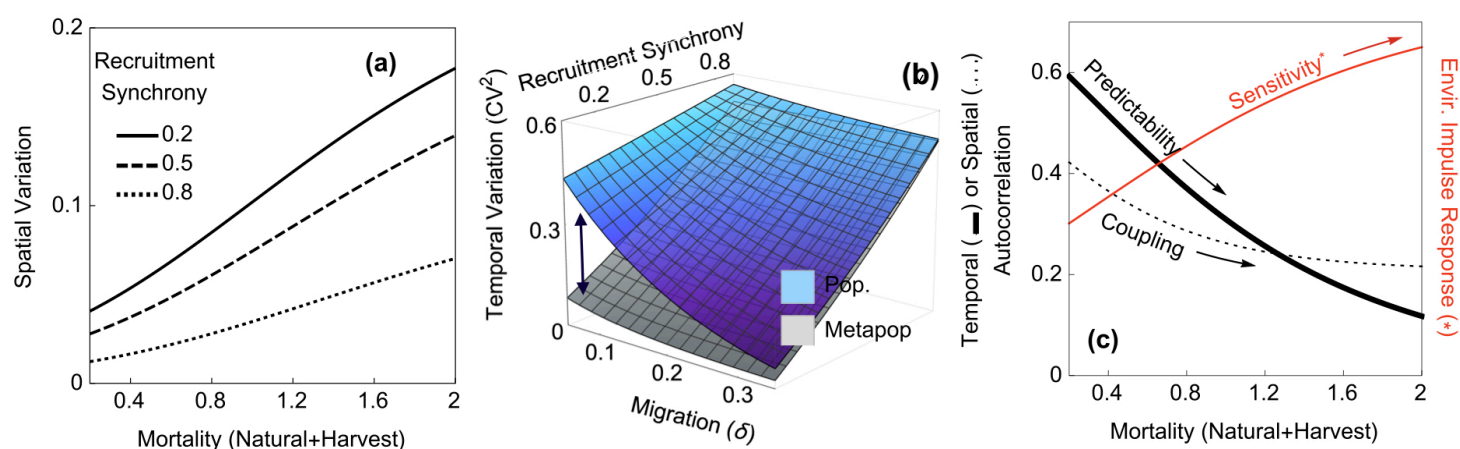 (a)
Recruitment
Synchrony
0.2
0.5
0.8
Spatial Variation
0.2
0.1
0
0.4
0.8
1.2
1.6
2
Mortality (Natural+Harvest)
(b)
Recruitment Synchrony
0.2
0.5
0.8
Temporal Variation (CV²)
0.6
0.3
0
0.1
0.2
0.3
Migration (δ)
Pop.
Metapop
(c)
Temporal (▬) or Spatial (...)
Autocorrelation
0.6
0.4
0.2
0
Predictability
Sensitivity*
Coupling
0.4
0.8
1.2
1.6
2
Mortality (Natural+Harvest)
Envir. Impulse Response (*)